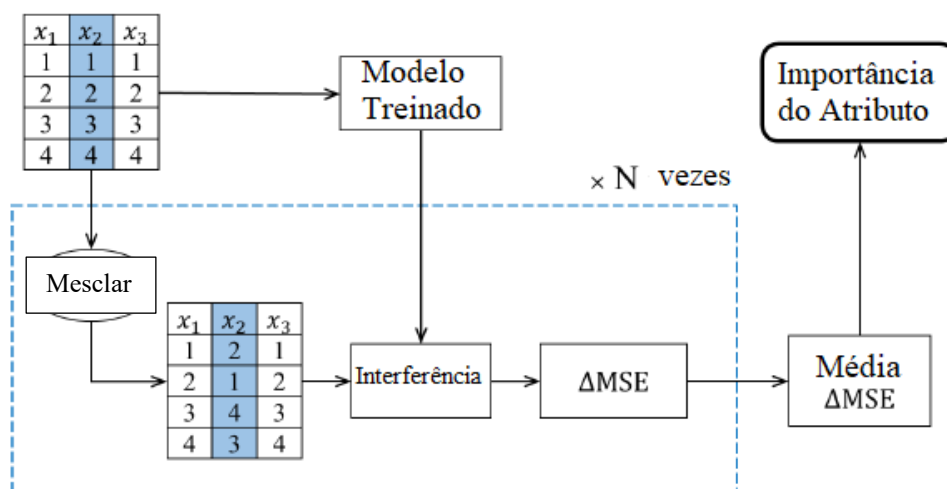 x₁ x₂ x₃
1 1 1
2 2 2
3 3 3
4 4 4
Modelo
Treinado
Importância
do Atributo
× N vezes
Mesclar
x₁ x₂ x₃
1 2 1
2 1 2
3 4 3
4 3 4
Interferência
ΔMSE
Média
ΔMSE